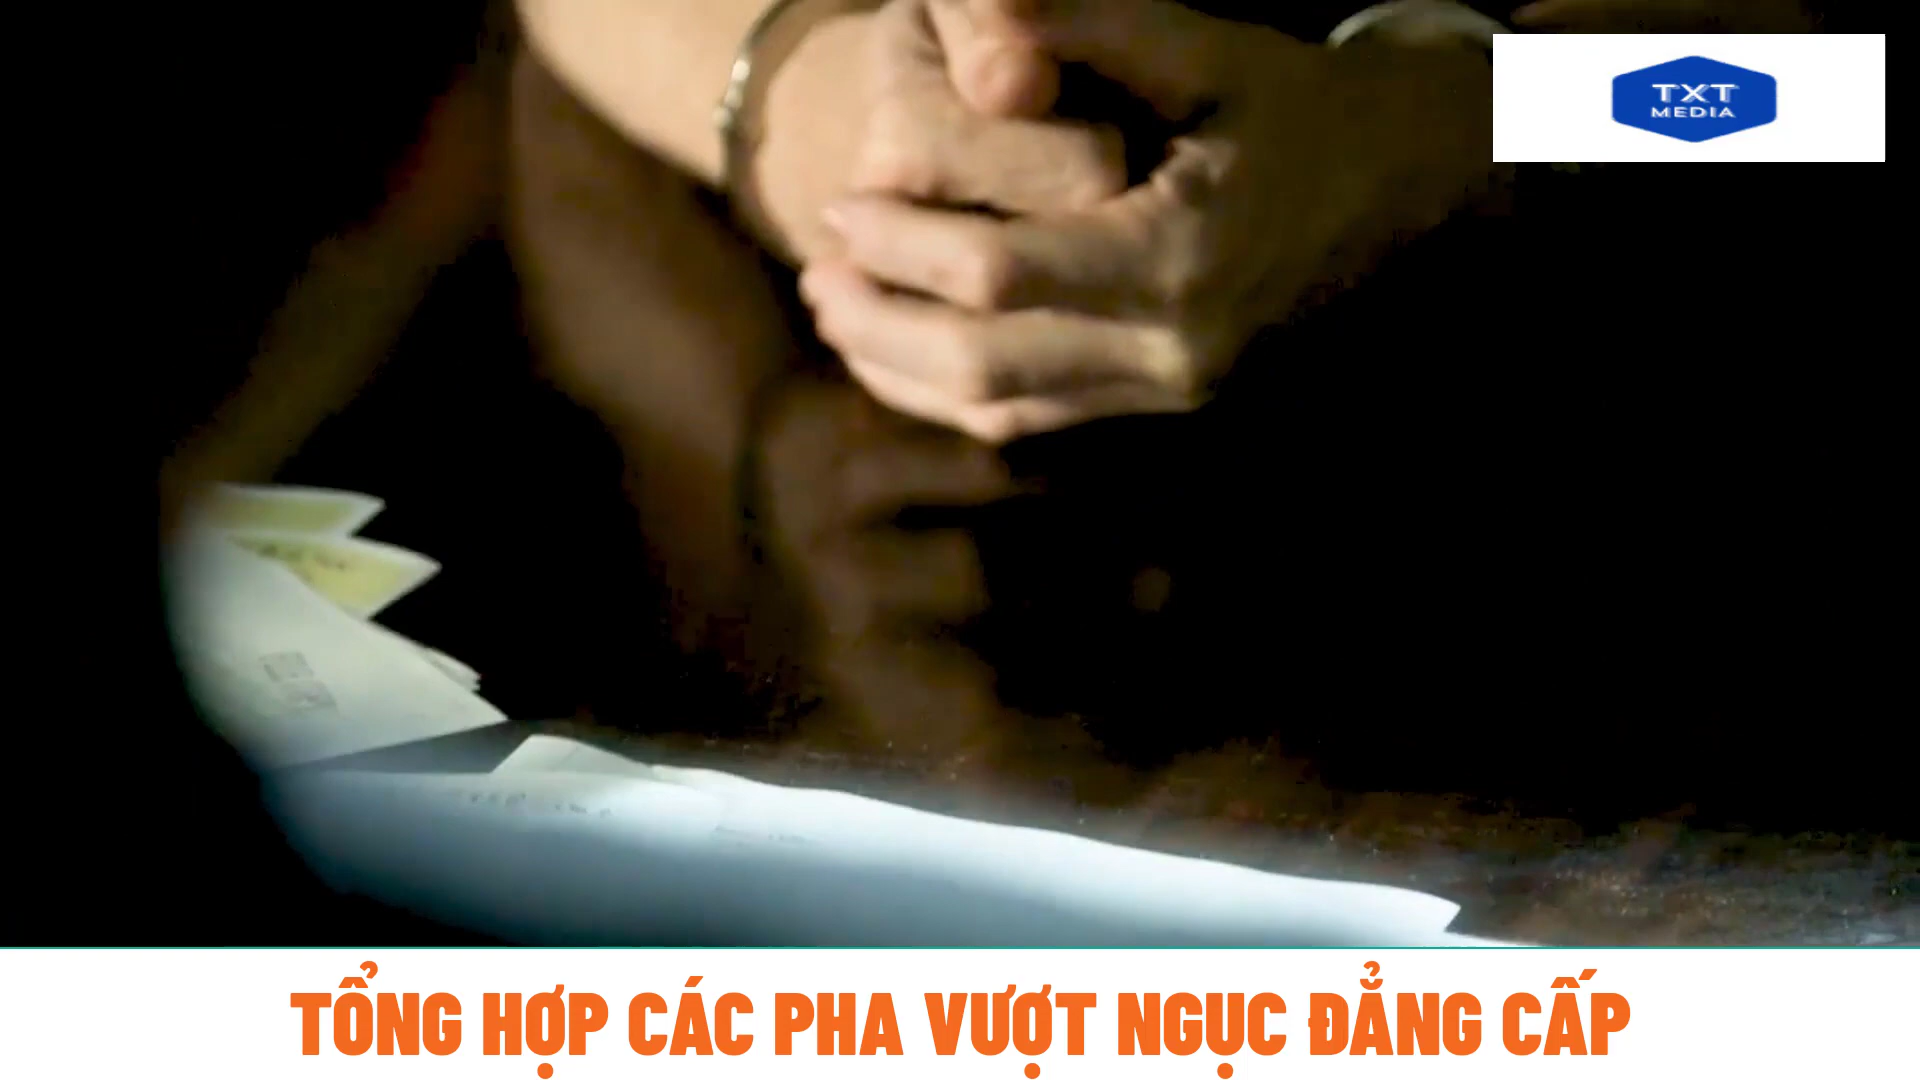 TXT
MEDIA
TỔNG HỢP CÁC PHA VƯỢT NGỤC ĐẲNG CẤP